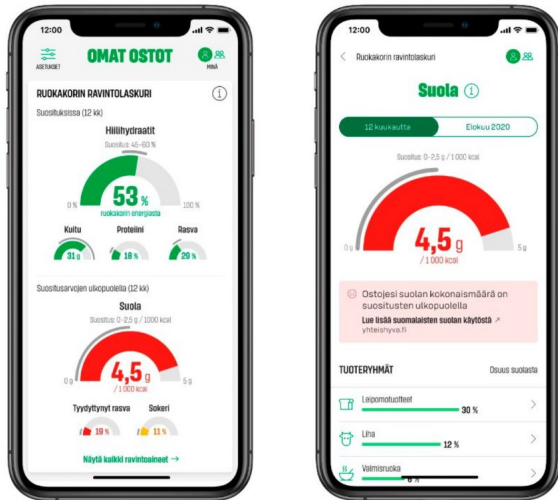 12:00
ASETUKSET
OMAT OSTOT
MINÄ
RUOKAKORIN RAVINTOLASKURI
Suosituksissa (12 kk)
Hiilihydraatit
Suositus: 45-60 %
53 %
0 %
100 %
ruokakorin energiasta
Kuitu
Proteiini
Rasva
31 g
18 %
29 %
Suositusarvojen ulkopuolella (12 kk)
Suola
Suositus: 0-2,5 g / 1000 kcal
4,5 g
0 g
5 g
/ 1 000 kcal
Tyydyttynyt rasva
Sokeri
19 %
11 %
Näytä kaikki ravintoaineet →
12:00
Ruokakorin ravintolaskuri
Suola
12 kuukautta
Elokuu 2020
Suositus: 0-2,5 g / 1 000 kcal
4,5 g
0 g
5 g
/ 1 000 kcal
Ostojesi suolan kokonaismäärä on
suositusten ulkopuolella
Lue lisää suomalaisten suolan käytöstä ↗
yhteishyva.fi
TUOTERYHMÄT
Osuus suolasta
Leipomotuotteet
30 %
Liha
12 %
Valmisruoka
6 %